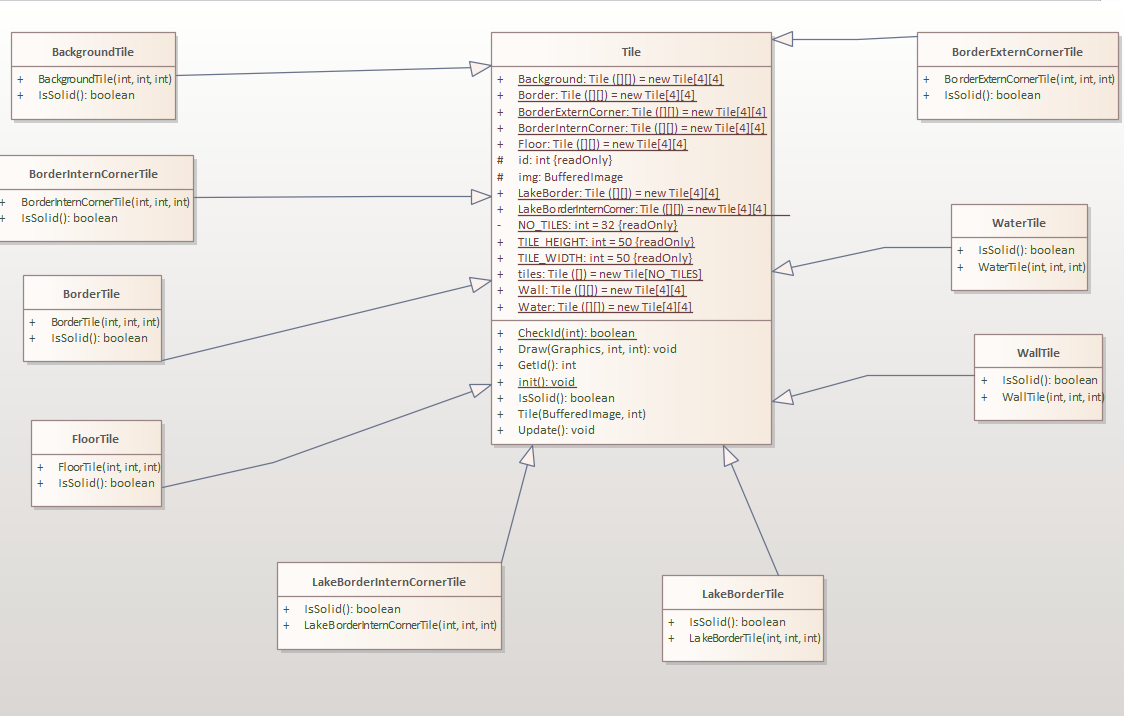 BackgroundTile
+ BackgroundTile(int, int, int)
+ IsSolid(): boolean
BorderInternCornerTile
+ BorderInternCornerTile(int, int, int)
+ IsSolid(): boolean
BorderTile
+ BorderTile(int, int, int)
+ IsSolid(): boolean
FloorTile
+ FloorTile(int, int, int)
+ IsSolid(): boolean
Tile
+ Background: Tile ([][]) = new Tile[4][4]
+ Border: Tile ([][]) = new Tile[4][4]
+ BorderExternCorner: Tile ([][]) = new Tile[4][4]
+ BorderInternCorner: Tile ([][]) = new Tile[4][4]
+ Floor: Tile ([][]) = new Tile[4][4]
# id: int {readOnly}
# img: BufferedImage
+ LakeBorder: Tile ([][]) = new Tile[4][4]
+ LakeBorderInternCorner: Tile ([][]) = new Tile[4][4]
- NO_TILES: int = 32 {readOnly}
+ TILE_HEIGHT: int = 50 {readOnly}
+ TILE_WIDTH: int = 50 {readOnly}
+ tiles: Tile ([]) = new Tile[NO_TILES]
+ Wall: Tile ([][]) = new Tile[4][4]
+ Water: Tile ([][]) = new Tile[4][4]
+ CheckId(int): boolean
+ Draw(Graphics, int, int): void
+ GetId(): int
+ init(): void
+ IsSolid(): boolean
+ Tile(BufferedImage, int)
+ Update(): void
BorderExternCornerTile
+ BorderExternCornerTile(int, int, int)
+ IsSolid(): boolean
WaterTile
+ IsSolid(): boolean
+ WaterTile(int, int, int)
WallTile
+ IsSolid(): boolean
+ WallTile(int, int, int)
LakeBorderInternCornerTile
+ IsSolid(): boolean
+ LakeBorderInternCornerTile(int, int, int)
LakeBorderTile
+ IsSolid(): boolean
+ LakeBorderTile(int, int, int)